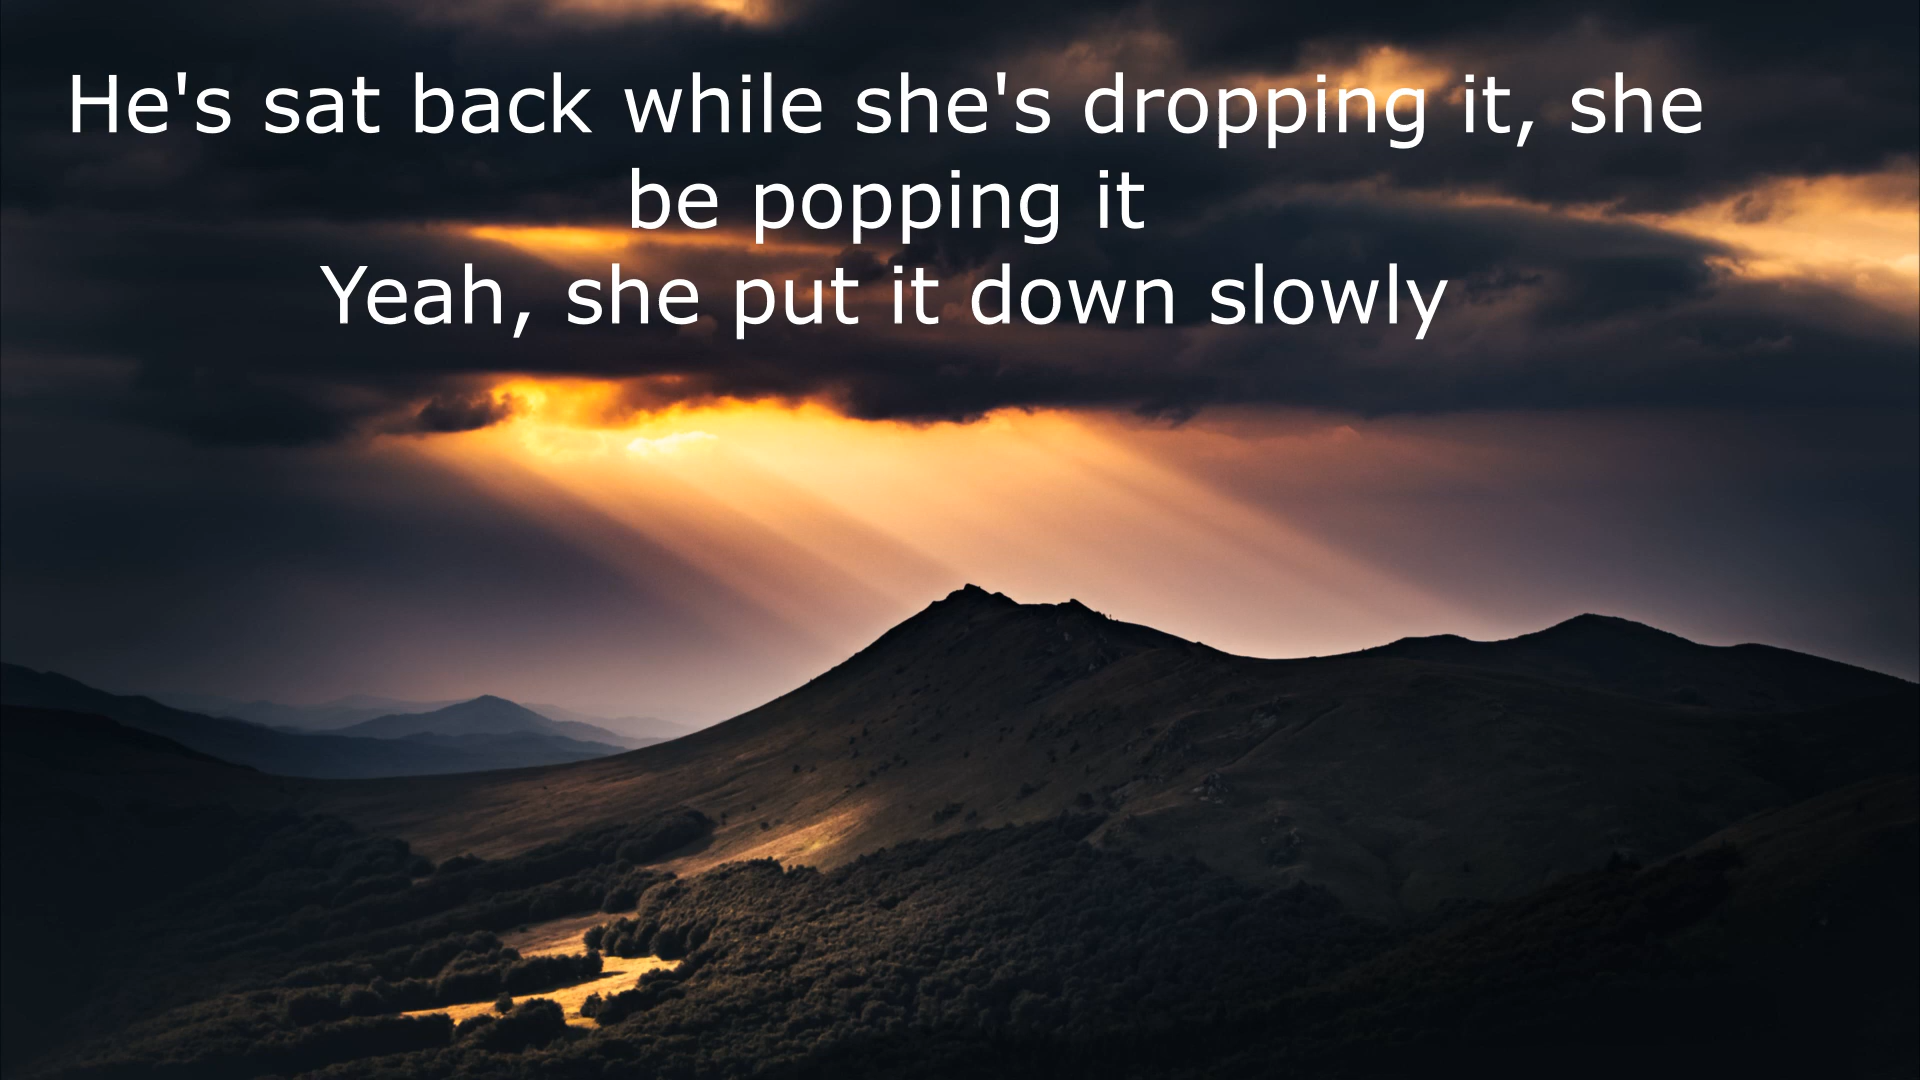 He's sat back while she's dropping it, she
be popping it
Yeah, she put it down slowly